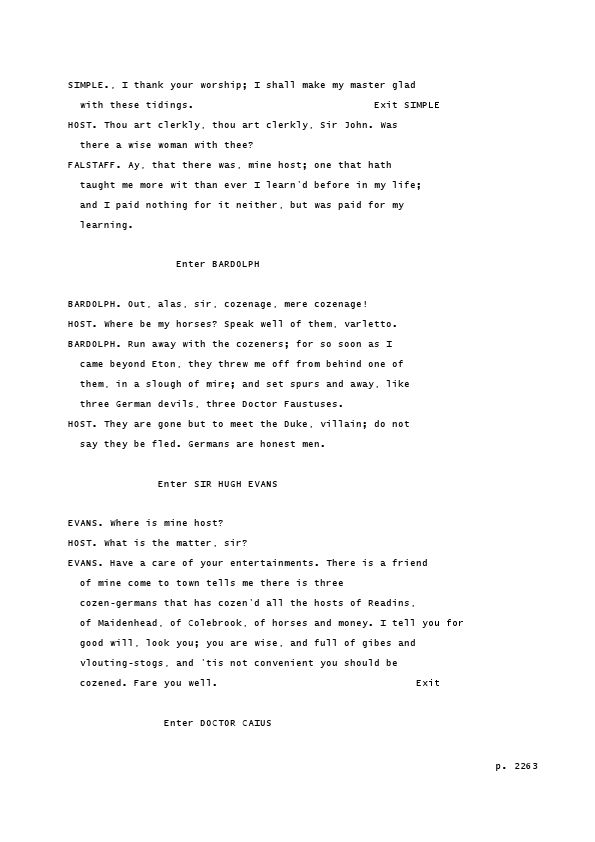 SIMPLE., I thank your worship; I shall make my master glad
with these tidings. Exit SIMPLE
HOST. Thou art clerkly, thou art clerkly, Sir John. Was
there a wise woman with thee?
FALSTAFF. Ay, that there was, mine host; one that hath
taught me more wit than ever I learn'd before in my life;
and I paid nothing for it neither, but was paid for my
learning.
Enter BARDOLPH
BARDOLPH. Out, alas, sir, cozenage, mere cozenage!
HOST. Where be my horses? Speak well of them, varletto.
BARDOLPH. Run away with the cozeners; for so soon as I
came beyond Eton, they threw me off from behind one of
them, in a slough of mire; and set spurs and away, like
three German devils, three Doctor Faustuses.
HOST. They are gone but to meet the Duke, villain; do not
say they be fled. Germans are honest men.
Enter SIR HUGH EVANS
EVANS. Where is mine host?
HOST. What is the matter, sir?
EVANS. Have a care of your entertainments. There is a friend
of mine come to town tells me there is three
cozen-germans that has cozen'd all the hosts of Readins,
of Maidenhead, of Colebrook, of horses and money. I tell you for
good will, look you; you are wise, and full of gibes and
vlouting-stogs, and 'tis not convenient you should be
cozened. Fare you well. Exit
Enter DOCTOR CAIUS
p. 2263